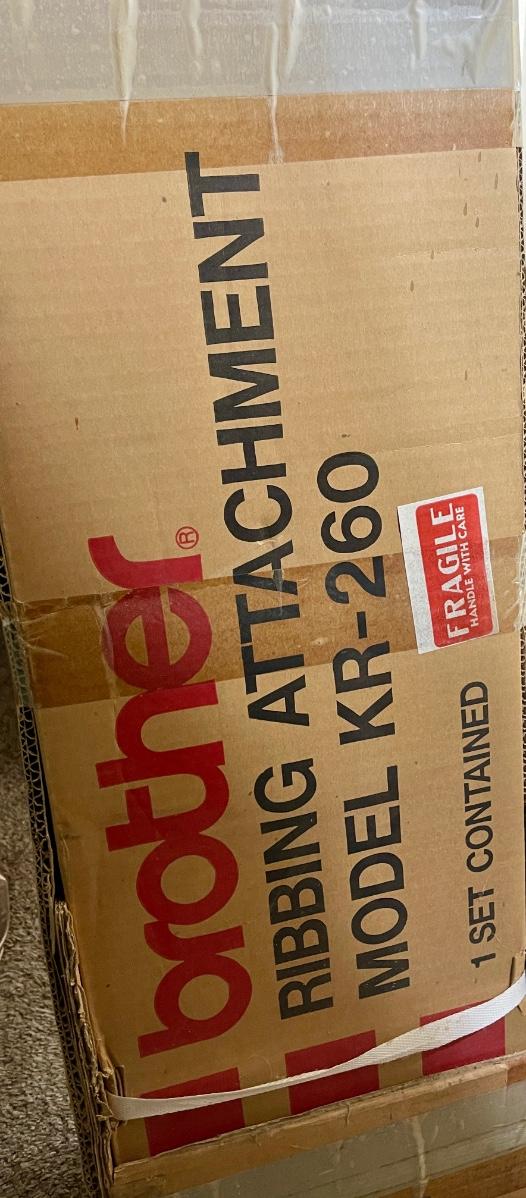 brother®
RIBBING ATTACHMENT
MODEL KR-260
FRAGILE
HANDLE WITH CARE
1 SET CONTAINED